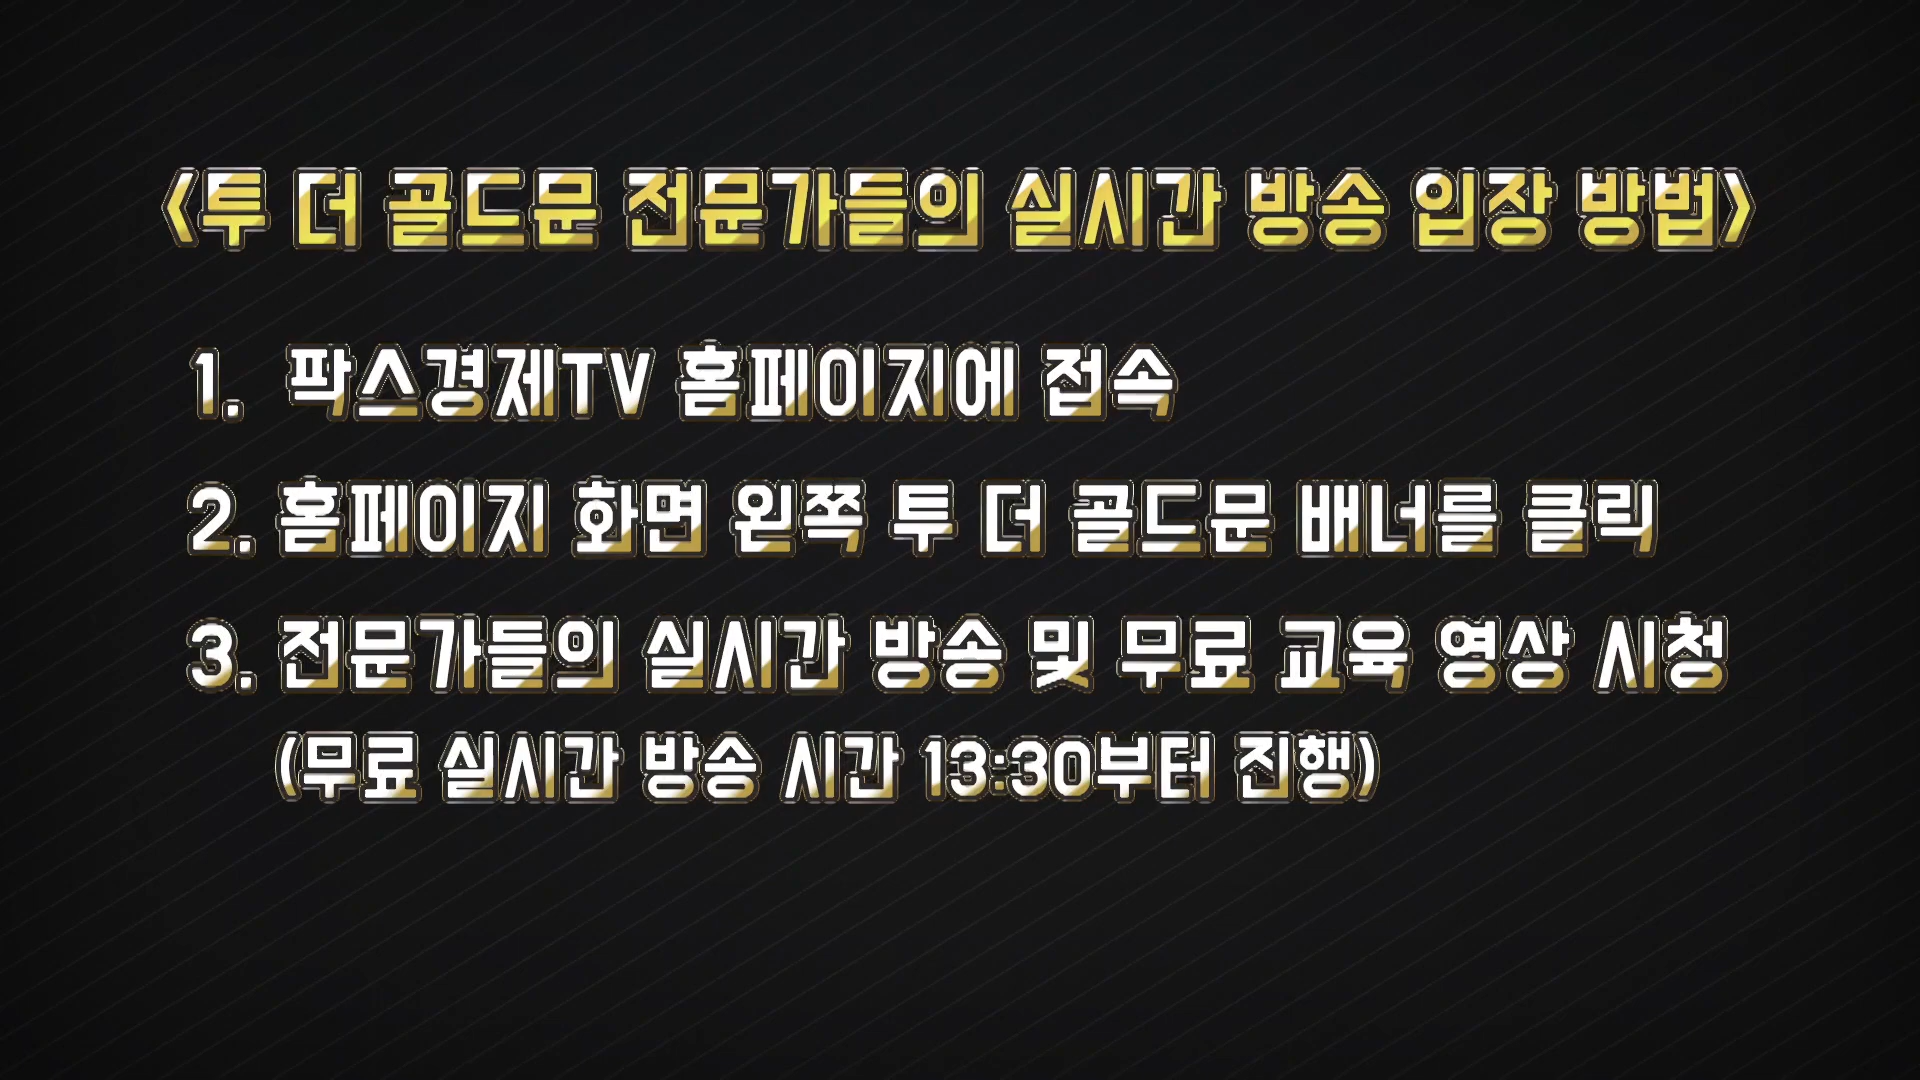 <투 더 골드문 전문가들의 실시간 방송 입장 방법>
1. 팍스경제TV 홈페이지에 접속
2. 홈페이지 화면 왼쪽 투 더 골드문 배너를 클릭
3. 전문가들의 실시간 방송 및 무료 교육 영상 시청
(무료 실시간 방송 시간 13:30부터 진행)